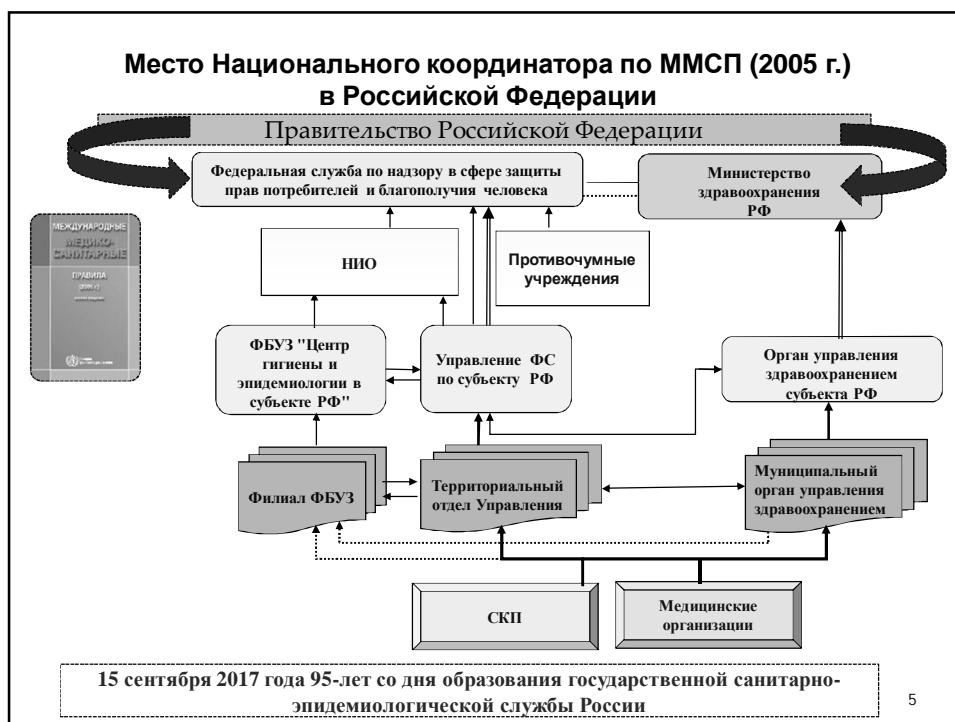 Место Национального координатора по ММСП (2005 г.)
в Российской Федерации
Правительство Российской Федерации
Федеральная служба по надзору в сфере защиты
прав потребителей и благополучия человека
Министерство
здравоохранения
РФ
МЕЖДУНАРОДНЫЕ
МЕДИКО-
САНИТАРНЫЕ
ПРАВИЛА
(2005 г.)
НИО
Противочумные
учреждения
ФБУЗ "Центр
гигиены и
эпидемиологии в
субъекте РФ"
Управление ФС
по субъекту РФ
Орган управления
здравоохранением
субъекта РФ
Филиал ФБУЗ
Территориальный
отдел Управления
Муниципальный
орган управления
здравоохранением
СКП
Медицинские
организации
15 сентября 2017 года 95-лет со дня образования государственной санитарно-
эпидемиологической службы России
5